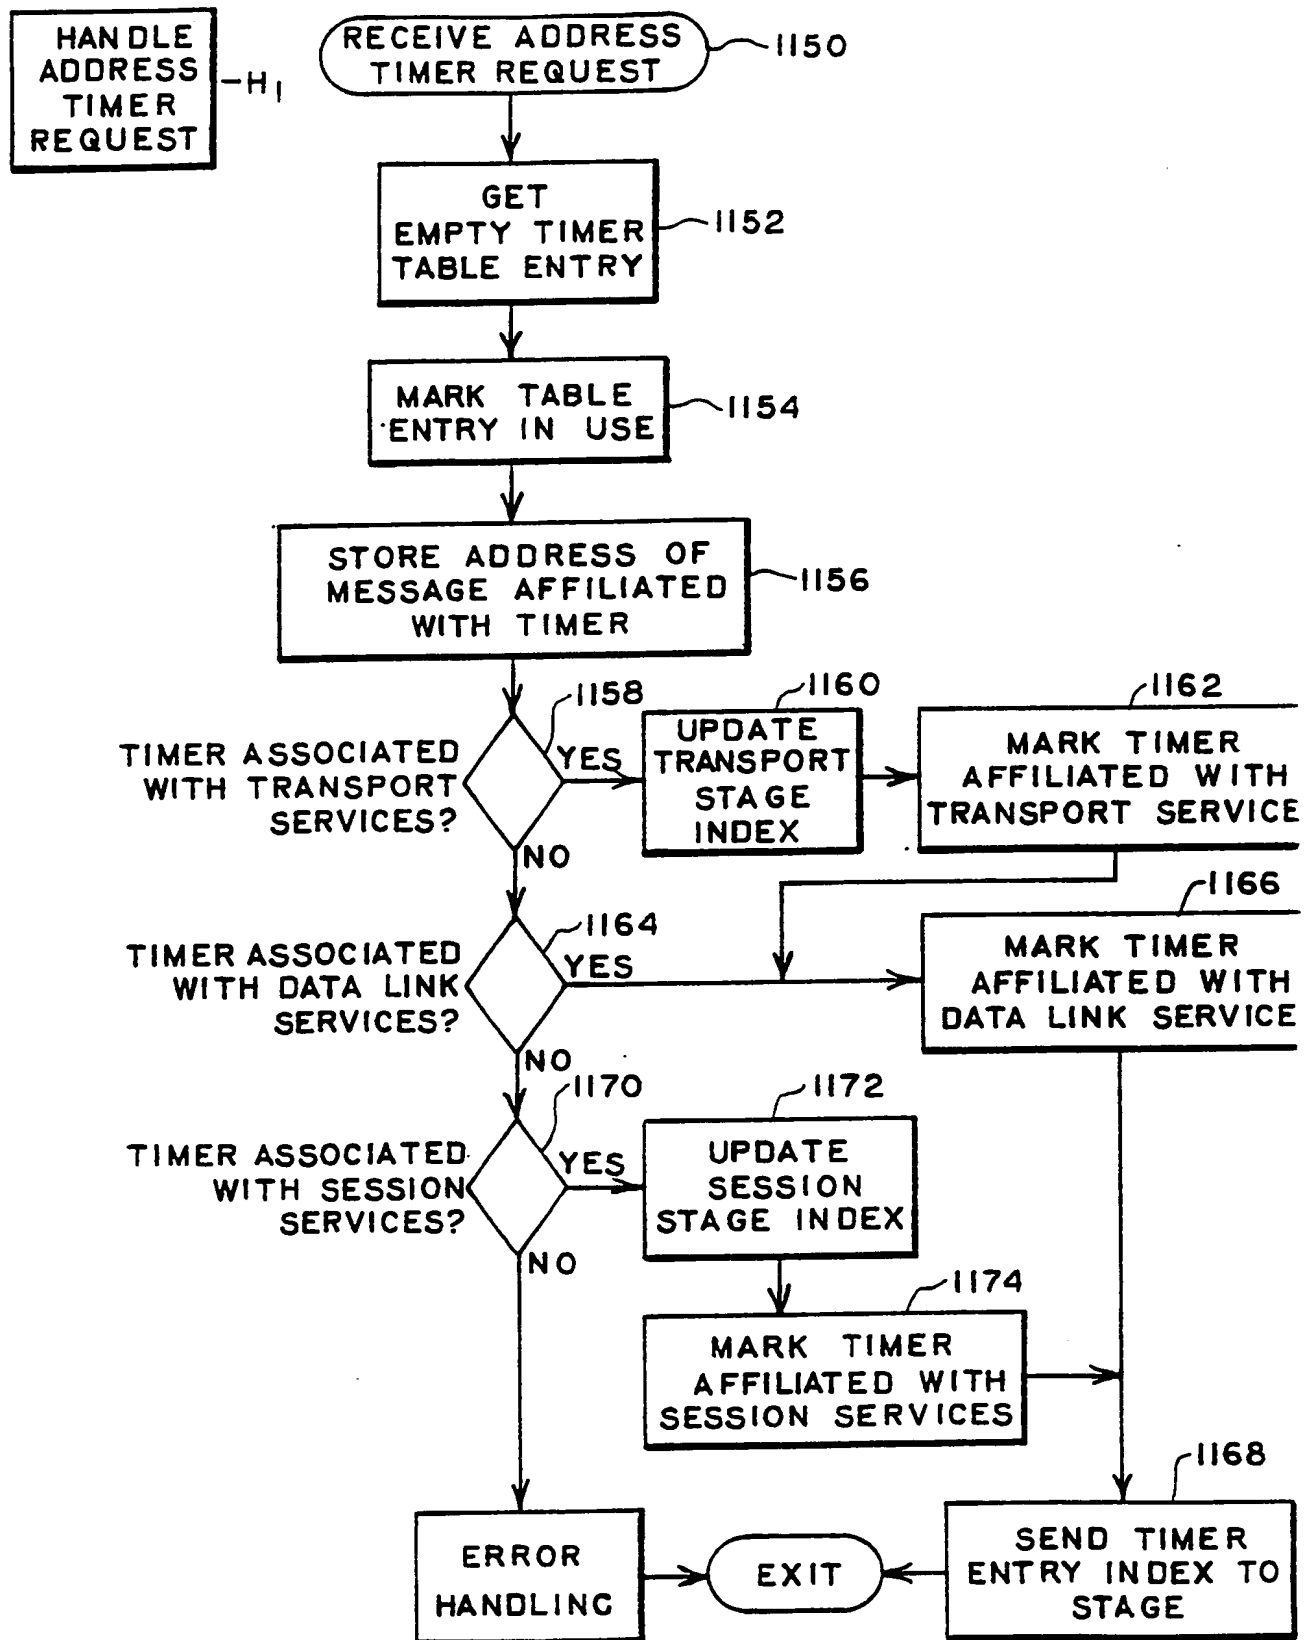 HANDLE
ADDRESS
TIMER
REQUEST
H1
RECEIVE ADDRESS
TIMER REQUEST
1150
GET
EMPTY TIMER
TABLE ENTRY
1152
MARK TABLE
ENTRY IN USE
1154
STORE ADDRESS OF
MESSAGE AFFILIATED
WITH TIMER
1156
1158
TIMER ASSOCIATED
WITH TRANSPORT
SERVICES?
YES
NO
1160
UPDATE
TRANSPORT
STAGE
INDEX
1162
MARK TIMER
AFFILIATED WITH
TRANSPORT SERVICE
1164
TIMER ASSOCIATED
WITH DATA LINK
SERVICES?
YES
NO
1166
MARK TIMER
AFFILIATED WITH
DATA LINK SERVICE
1170
TIMER ASSOCIATED
WITH SESSION
SERVICES?
YES
NO
1172
UPDATE
SESSION
STAGE INDEX
1174
MARK TIMER
AFFILIATED WITH
SESSION SERVICES
1168
SEND TIMER
ENTRY INDEX TO
STAGE
ERROR
HANDLING
EXIT